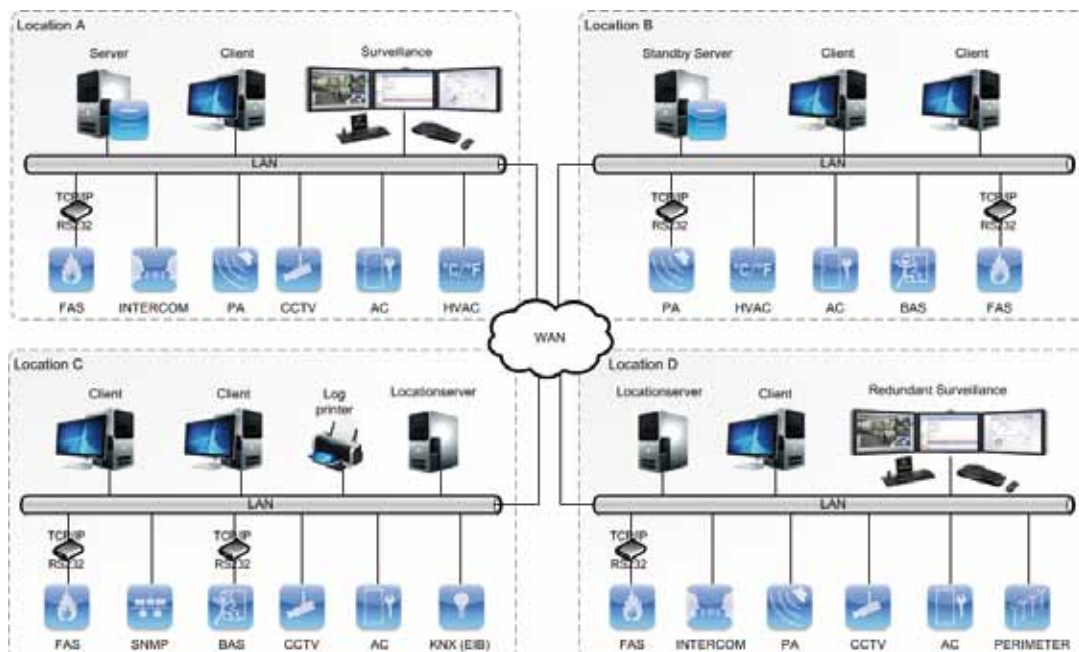 Location A
Server
Client
Surveillance
LAN
TCP/IP
RS232
FAS
INTERCOM
PA
CCTV
AC
°C/°F
HVAC
Location B
Standby Server
Client
Client
LAN
TCP/IP
RS232
TCP/IP
RS232
PA
°C/°F
HVAC
AC
BAS
FAS
WAN
Location C
Client
Client
Log
printer
Locationserver
LAN
TCP/IP
RS232
TCP/IP
RS232
FAS
SNMP
BAS
CCTV
AC
KNX (EIB)
Location D
Locationserver
Client
Redundant Surveillance
LAN
TCP/IP
RS232
FAS
INTERCOM
PA
CCTV
AC
PERIMETER